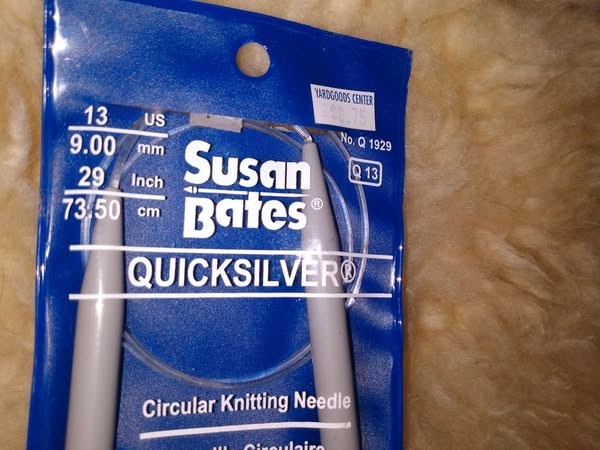 YARDGOODS CENTER
13 US
9.00 mm
29 Inch
73.50 cm
No. Q 1929
Q 13
Susan
Bates®
QUICKSILVER®
Circular Knitting Needle
Circulaire